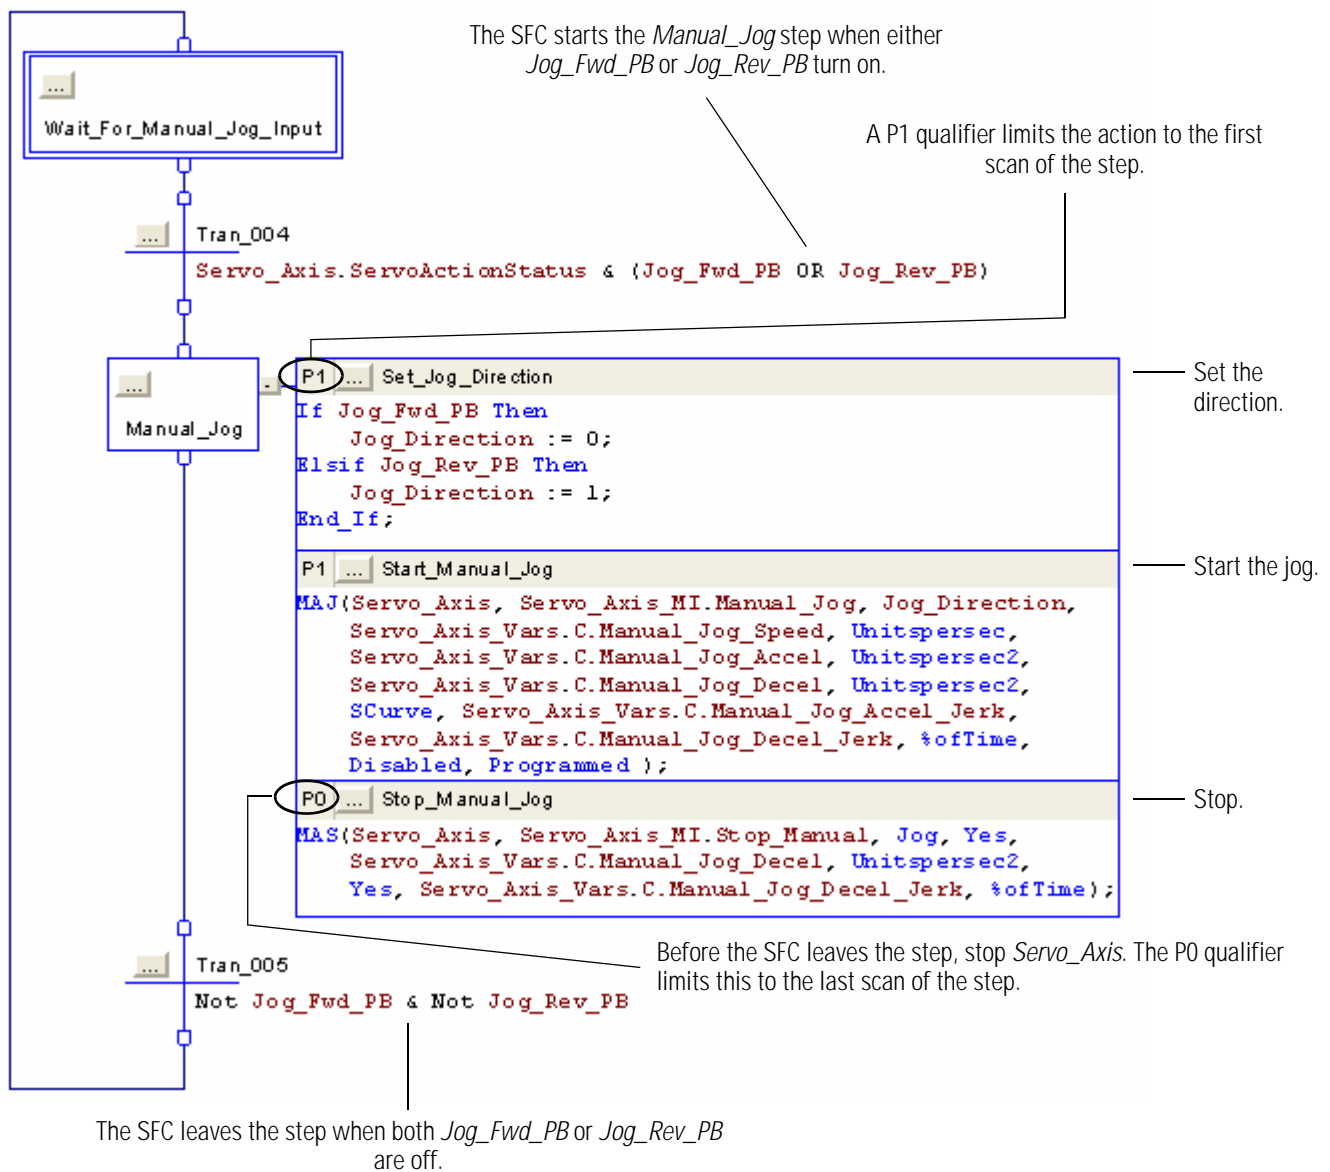 The SFC starts the Manual_Jog step when either
Jog_Fwd_PB or Jog_Rev_PB turn on.
A P1 qualifier limits the action to the first
scan of the step.
...
Wait_For_Manual_Jog_Input
... Tran_004
Servo_Axis.ServoActionStatus & (Jog_Fwd_PB OR Jog_Rev_PB)
...
Manual_Jog
-
P1 ... Set_Jog_Direction
If Jog_Fwd_PB Then
Jog_Direction := 0;
Elsif Jog_Rev_PB Then
Jog_Direction := 1;
End_If;
Set the
direction.
P1 ... Start_Manual_Jog
Start the jog.
MAJ(Servo_Axis, Servo_Axis_MI.Manual_Jog, Jog_Direction,
Servo_Axis_Vars.C.Manual_Jog_Speed, Unitspersec,
Servo_Axis_Vars.C.Manual_Jog_Accel, Unitspersec2,
Servo_Axis_Vars.C.Manual_Jog_Decel, Unitspersec2,
SCurve, Servo_Axis_Vars.C.Manual_Jog_Accel_Jerk,
Servo_Axis_Vars.C.Manual_Jog_Decel_Jerk, %ofTime,
Disabled, Programmed );
P0 ... Stop_Manual_Jog
Stop.
MAS(Servo_Axis, Servo_Axis_MI.Stop_Manual, Jog, Yes,
Servo_Axis_Vars.C.Manual_Jog_Decel, Unitspersec2,
Yes, Servo_Axis_Vars.C.Manual_Jog_Decel_Jerk, %ofTime);
Before the SFC leaves the step, stop Servo_Axis. The P0 qualifier
limits this to the last scan of the step.
... Tran_005
Not Jog_Fwd_PB & Not Jog_Rev_PB
The SFC leaves the step when both Jog_Fwd_PB or Jog_Rev_PB
are off.